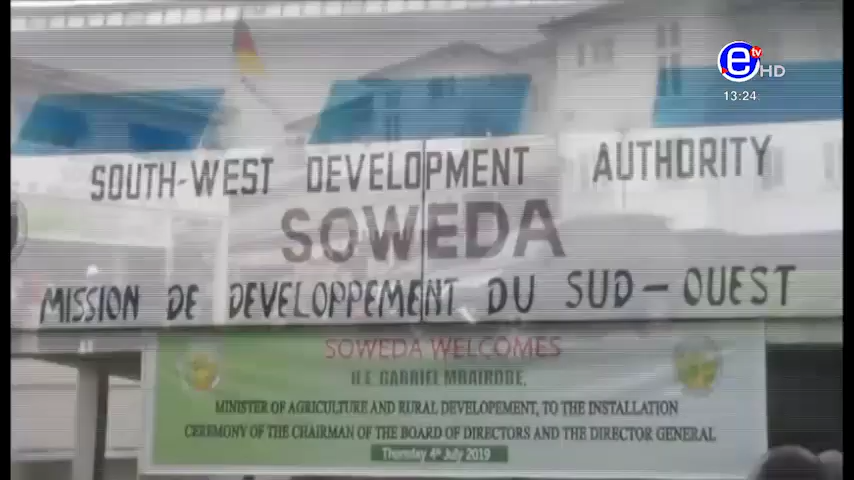 e tv HD
13:24
SOUTH-WEST DEVELOPMENT AUTHORITY
SOWEDA
MISSION DE DEVELOPPEMENT DU SUD-OUEST
SOWEDA WELCOMES
H.E. GABRIEL MBAIROBE,
MINISTER OF AGRICULTURE AND RURAL DEVELOPEMENT, TO THE INSTALLATION
CEREMONY OF THE CHAIRMAN OF THE BOARD OF DIRECTORS AND THE DIRECTOR GENERAL
Thursday 4th July 2019